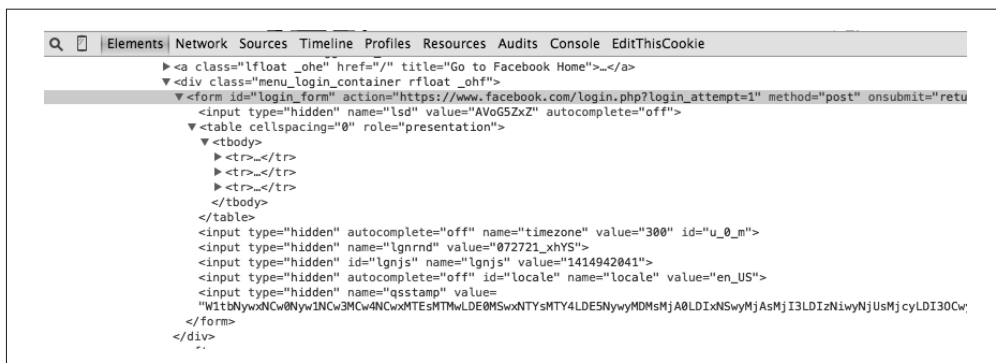 Elements Network Sources Timeline Profiles Resources Audits Console EditThisCookie
▶<a class="lfloat _ohe" href="/" title="Go to Facebook Home">…</a>
▼<div class="menu_login_container rfloat _ohf">
▼<form id="login_form" action="https://www.facebook.com/login.php?login_attempt=1" method="post" onsubmit="retu
<input type="hidden" name="lsd" value="AVoG5ZxZ" autocomplete="off">
▼<table cellspacing="0" role="presentation">
▼<tbody>
▶<tr>…</tr>
▶<tr>…</tr>
▶<tr>…</tr>
</tbody>
</table>
<input type="hidden" autocomplete="off" name="timezone" value="300" id="u_0_m">
<input type="hidden" name="lgnrnd" value="072721_xhYS">
<input type="hidden" id="lgnjs" name="lgnjs" value="1414942041">
<input type="hidden" autocomplete="off" id="locale" name="locale" value="en_US">
<input type="hidden" name="qsstamp" value=
"W1tbNywxNCw0Nyw1NCw3MCw4NCwxMTEsMTMwLDE0MSwxNTYsMTY4LDE5NywyMDMsMjA0LDIxNSwyMjAsMjI3LDIzNiwyNjUsMjcyLDI3OCw
</form>
</div>